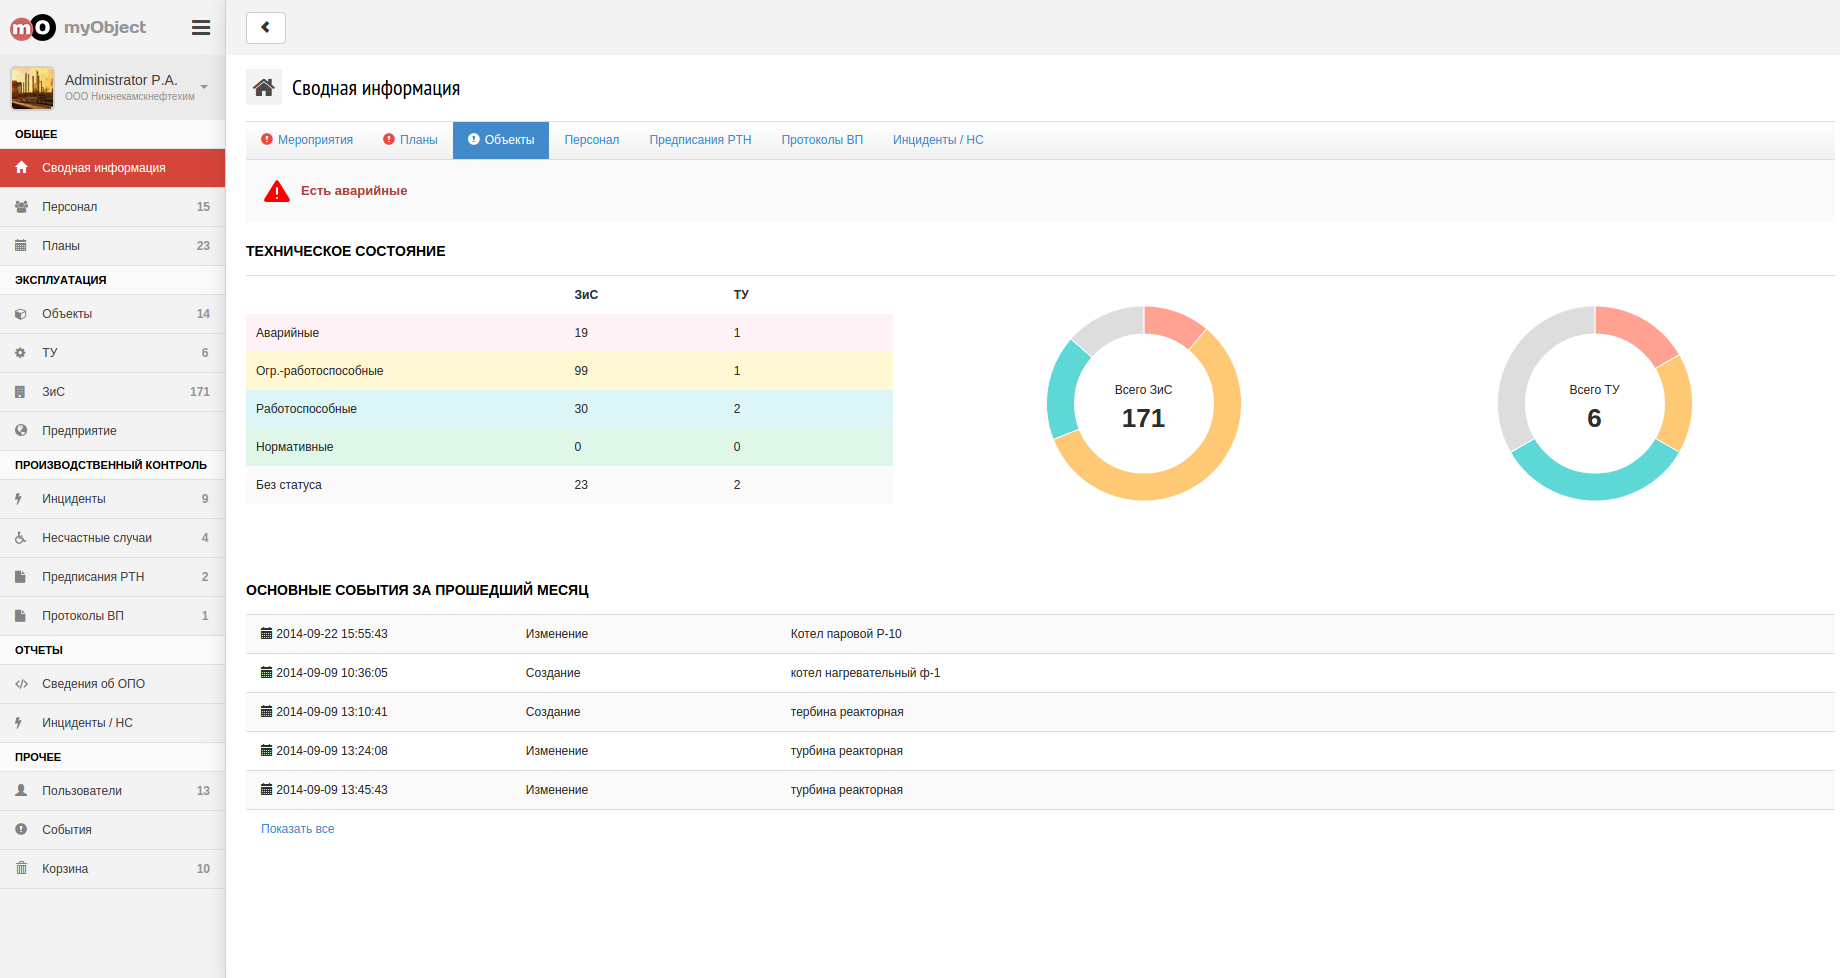 mO myObject
Administrator P.A.
ООО Нижнекамскнефтехим
ОБЩЕЕ
Сводная информация
Персонал 15
Планы 23
ЭКСПЛУАТАЦИЯ
Объекты 14
ТУ 6
ЗиС 171
Предприятие
ПРОИЗВОДСТВЕННЫЙ КОНТРОЛЬ
Инциденты 9
Несчастные случаи 4
Предписания РТН 2
Протоколы ВП 1
ОТЧЕТЫ
Сведения об ОПО
Инциденты / НС
ПРОЧЕЕ
Пользователи 13
События
Корзина 10
Сводная информация
Мероприятия Планы Объекты Персонал Предписания РТН Протоколы ВП Инциденты / НС
Есть аварийные
ТЕХНИЧЕСКОЕ СОСТОЯНИЕ
ЗиС ТУ
Аварийные 19 1
Огр.-работоспособные 99 1
Работоспособные 30 2
Нормативные 0 0
Без статуса 23 2
Всего ЗиС
171
Всего ТУ
6
ОСНОВНЫЕ СОБЫТИЯ ЗА ПРОШЕДШИЙ МЕСЯЦ
2014-09-22 15:55:43 Изменение Котел паровой Р-10
2014-09-09 10:36:05 Создание котел нагревательный ф-1
2014-09-09 13:10:41 Создание тербина реакторная
2014-09-09 13:24:08 Изменение турбина реакторная
2014-09-09 13:45:43 Изменение турбина реакторная
Показать все